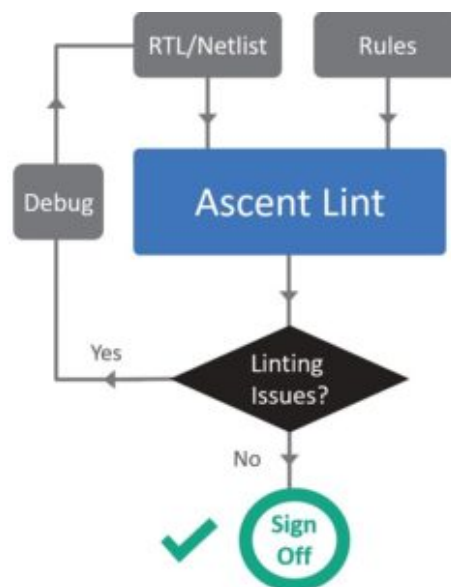 RTL/Netlist
Rules
Debug
Ascent Lint
Yes
Linting
Issues?
No
Sign
Off